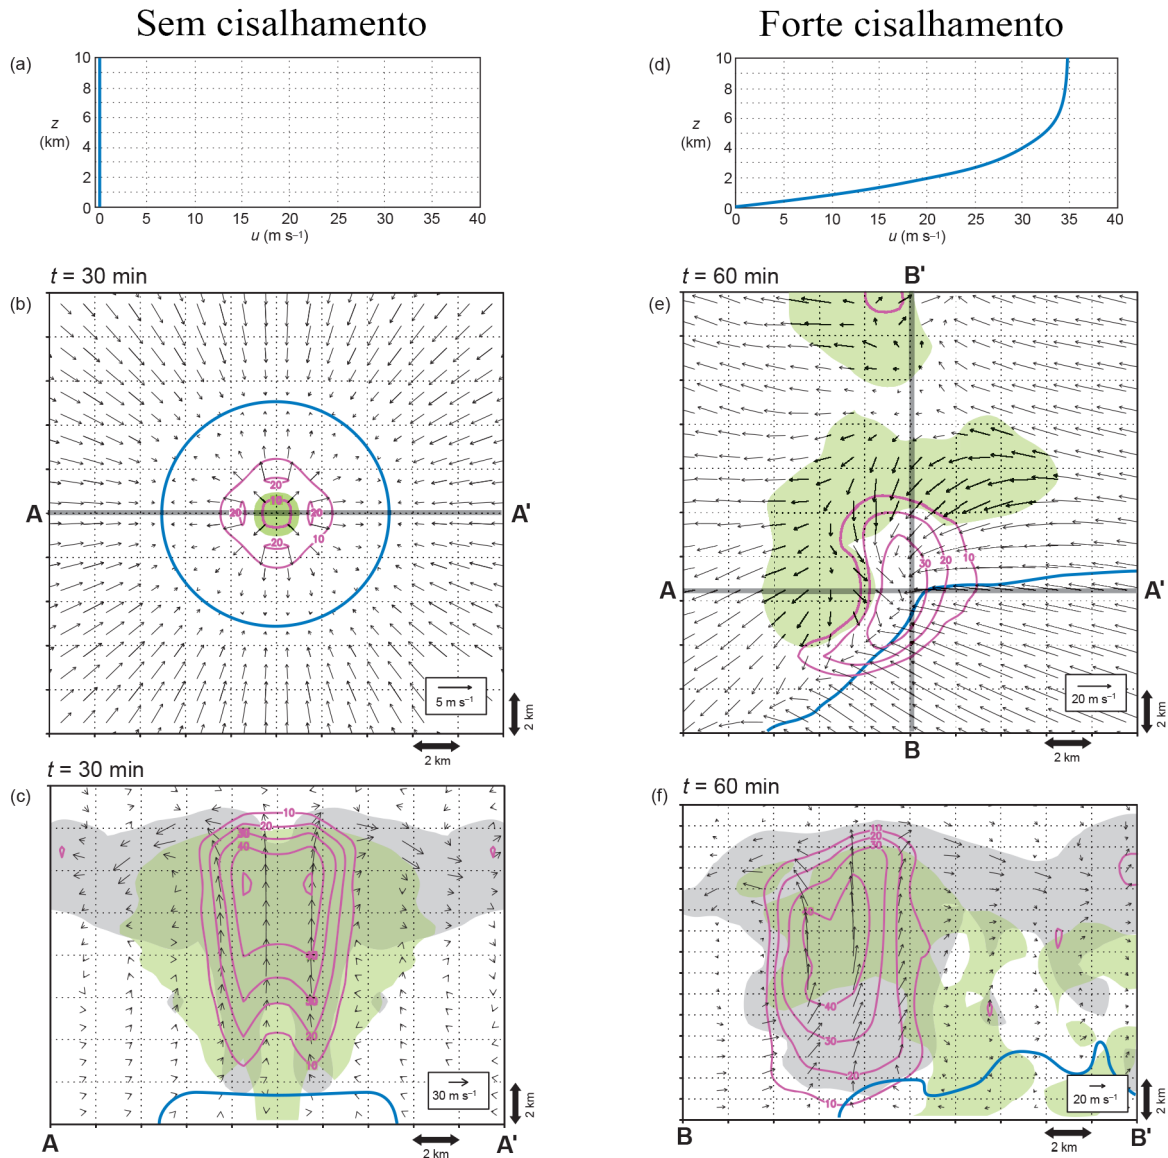 Sem cisalhamento
Forte cisalhamento
(a)
10
8
6
4
2
0
z
(km)
0 5 10 15 20 25 30 35 40
u (m s–1)
(d)
10
8
6
4
2
0
z
(km)
0 5 10 15 20 25 30 35 40
u (m s–1)
t = 30 min
(b)
A
A'
20
10
20
20
20
10
5 m s–1
2 km
2 km
t = 60 min
B'
(e)
A
A'
30
20
10
20 m s–1
2 km
2 km
B
t = 30 min
(c)
10
20
30
40
20
10
30 m s–1
2 km
A
A'
2 km
t = 60 min
(f)
10
20
30
40
40
30
20
10
20 m s–1
2 km
B
B'
2 km